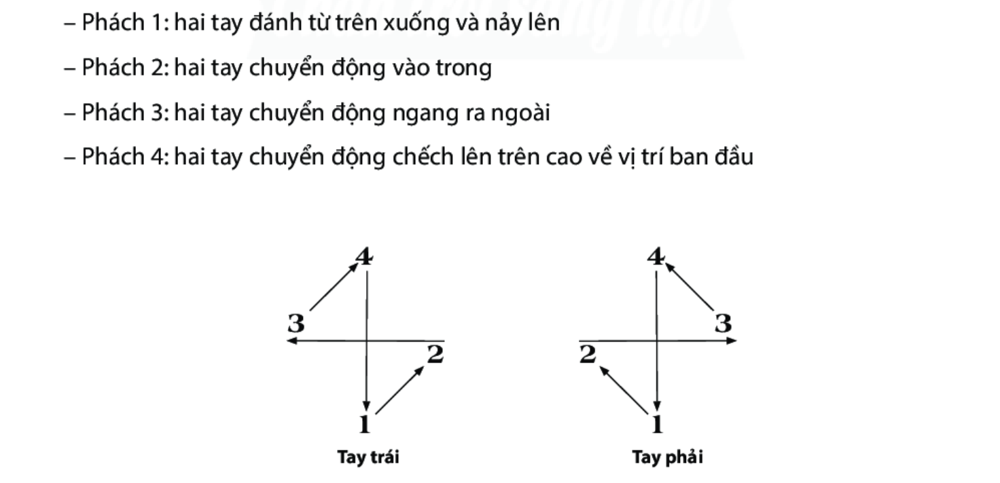 – Phách 1: hai tay đánh từ trên xuống và nảy lên
– Phách 2: hai tay chuyển động vào trong
– Phách 3: hai tay chuyển động ngang ra ngoài
– Phách 4: hai tay chuyển động chếch lên trên cao về vị trí ban đầu
4 4
3 3
2 2
1 1
Tay trái Tay phải